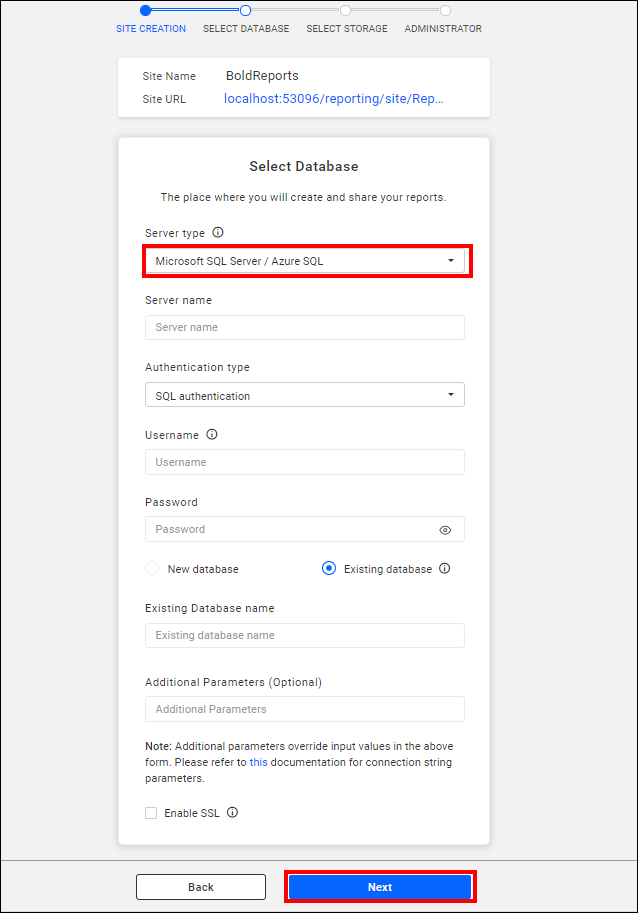 SITE CREATION SELECT DATABASE SELECT STORAGE ADMINISTRATOR
Site Name BoldReports
Site URL localhost:53096/reporting/site/Rep...
Select Database
The place where you will create and share your reports.
Server type
Microsoft SQL Server / Azure SQL
Server name
Server name
Authentication type
SQL authentication
Username
Username
Password
Password
New database Existing database
Existing Database name
Existing database name
Additional Parameters (Optional)
Additional Parameters
Note: Additional parameters override input values in the above
form. Please refer to this documentation for connection string
parameters.
Enable SSL
Back Next